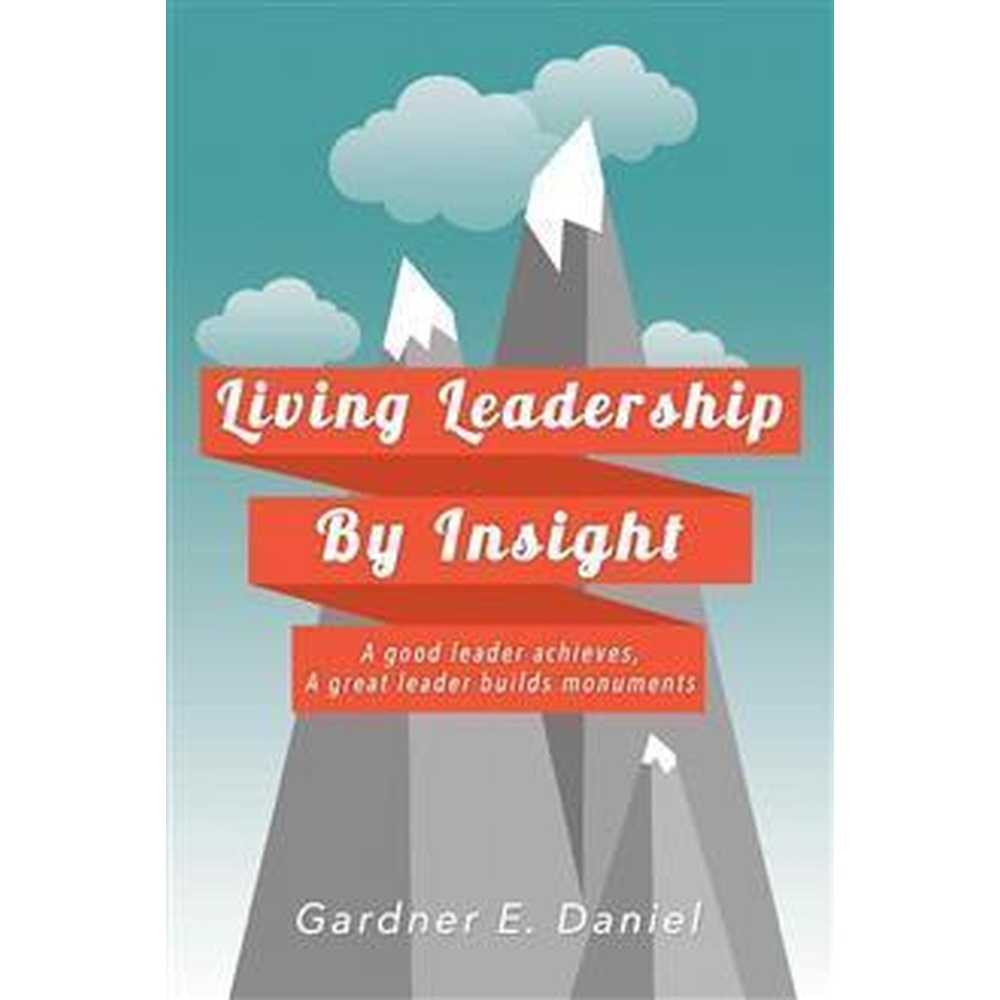 Living Leadership
By Insight
A good leader achieves,
A great leader builds monuments
Gardner E. Daniel